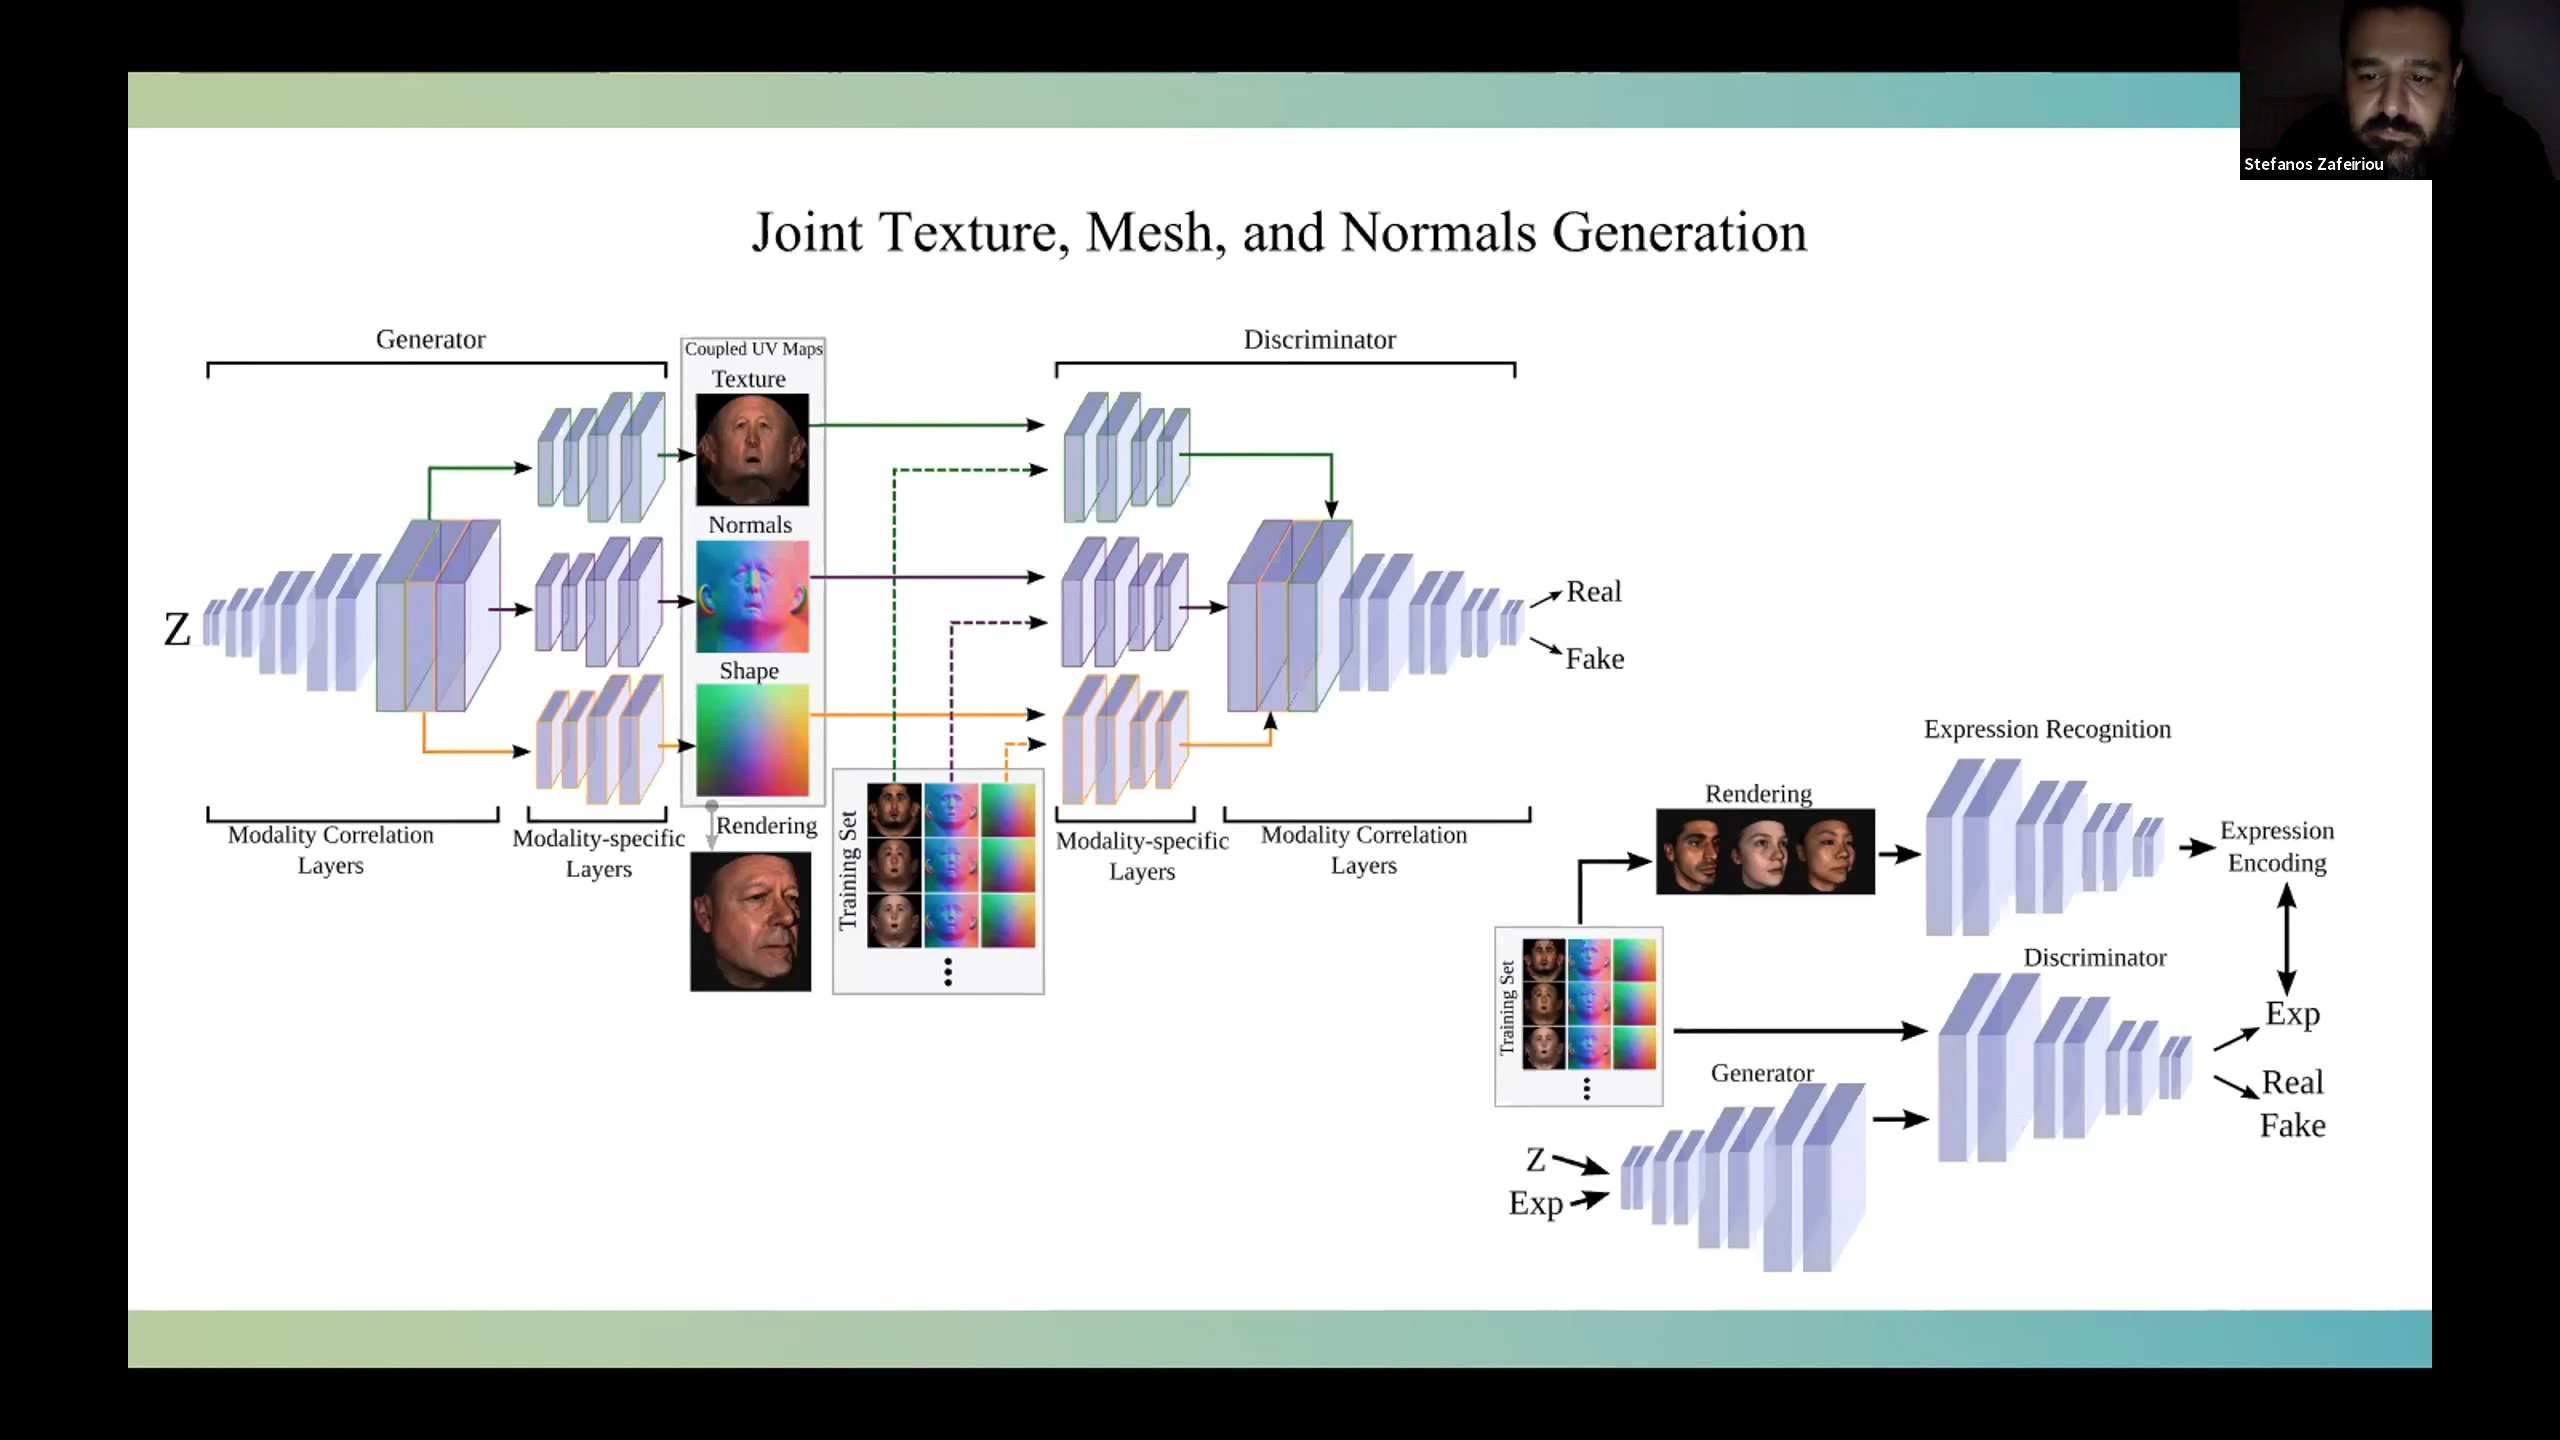 Stefanos Zafeiriou
Joint Texture, Mesh, and Normals Generation
Generator
Coupled UV Maps
Texture
Normals
Shape
Discriminator
Z
Real
Fake
Modality Correlation
Layers
Modality-specific
Layers
Rendering
Training Set
Modality-specific
Layers
Modality Correlation
Layers
Expression Recognition
Rendering
Expression
Encoding
Training Set
Discriminator
Exp
Real
Fake
Generator
Z
Exp